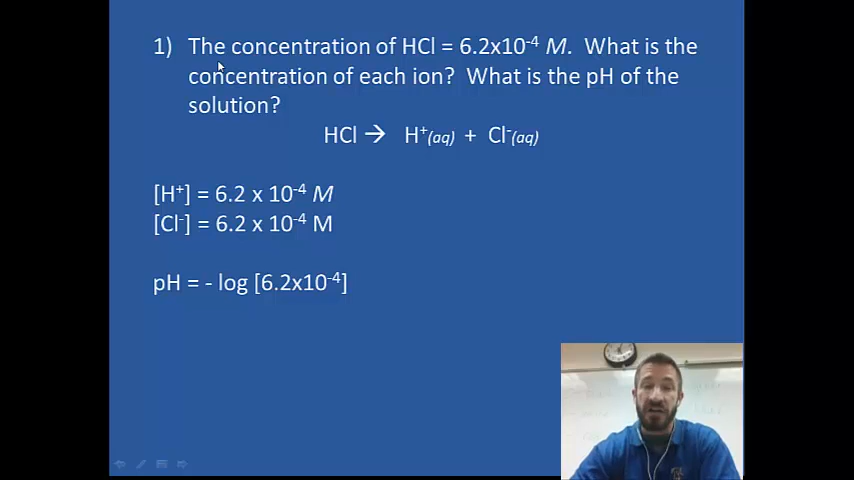 1) The concentration of HCl = 6.2x10⁻⁴ M. What is the
concentration of each ion? What is the pH of the
solution?
HCl → H⁺(aq) + Cl⁻(aq)
[H⁺] = 6.2 x 10⁻⁴ M
[Cl⁻] = 6.2 x 10⁻⁴ M
pH = - log [6.2x10⁻⁴]